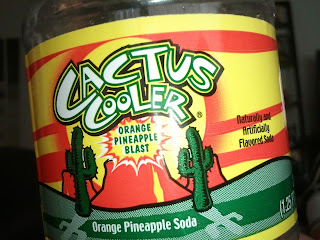 CACTUS
COOLER®
ORANGE
PINEAPPLE
BLAST
Naturally and
Artificially
Flavored Soda
Orange Pineapple Soda